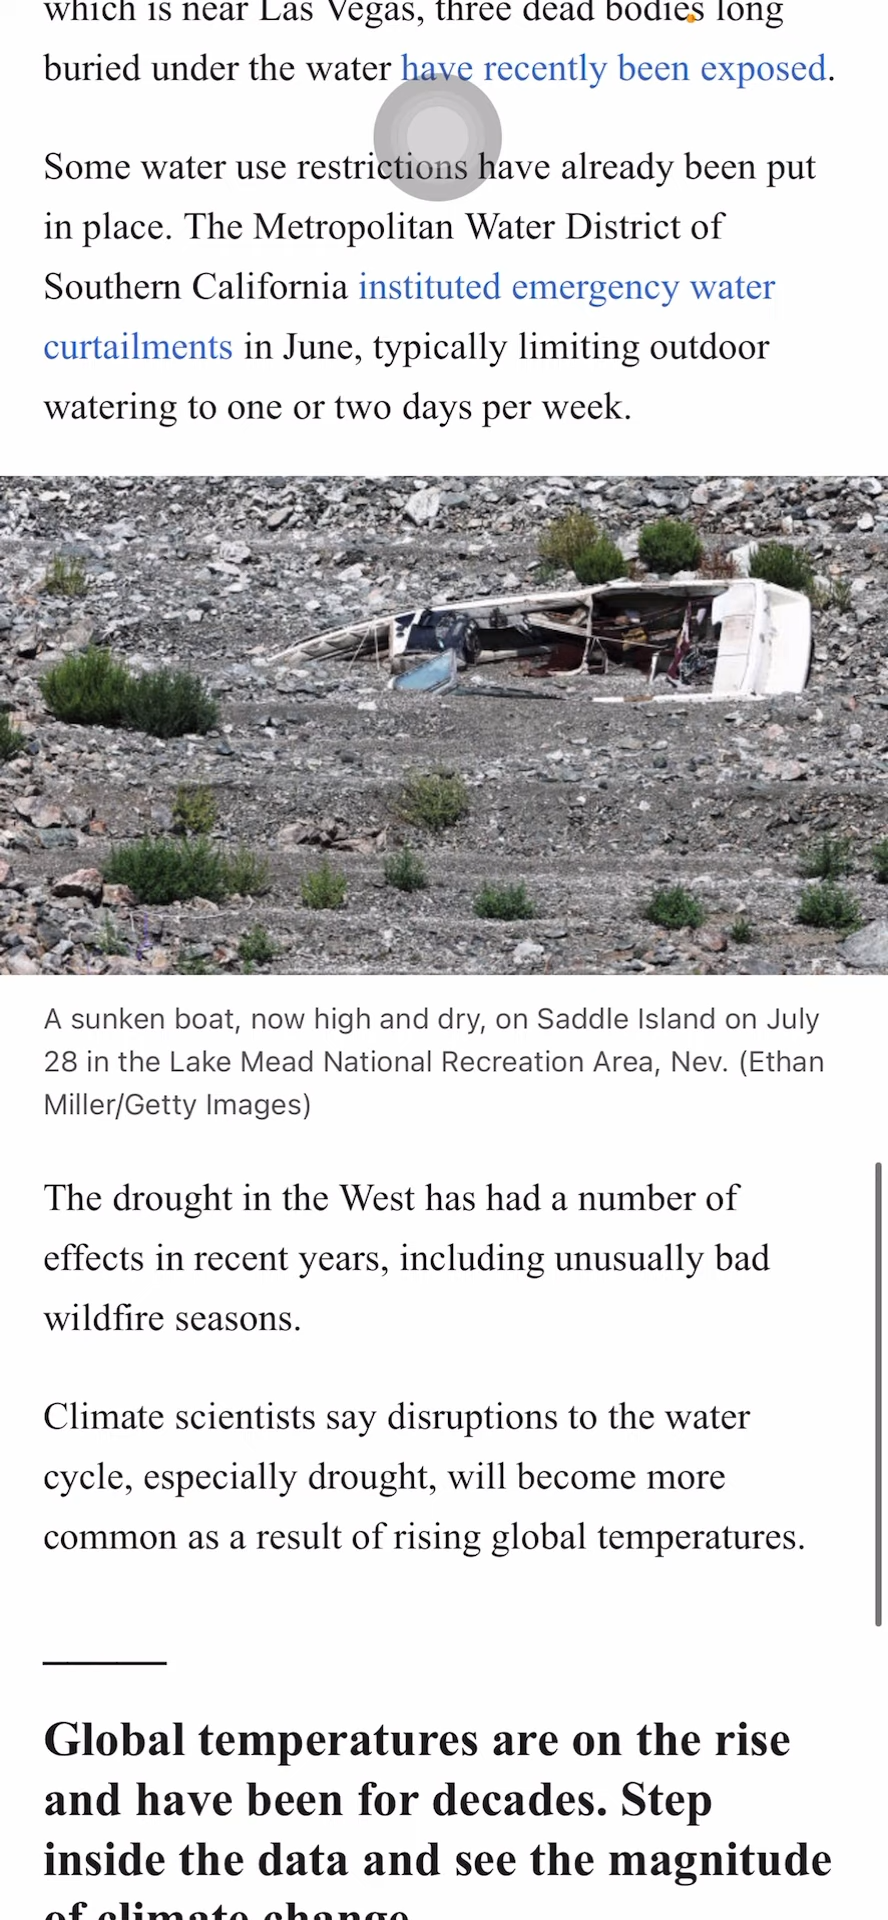 which is near Las Vegas, three dead bodies long
buried under the water have recently been exposed.
Some water use restrictions have already been put
in place. The Metropolitan Water District of
Southern California instituted emergency water
curtailments in June, typically limiting outdoor
watering to one or two days per week.
A sunken boat, now high and dry, on Saddle Island on July
28 in the Lake Mead National Recreation Area, Nev. (Ethan
Miller/Getty Images)
The drought in the West has had a number of
effects in recent years, including unusually bad
wildfire seasons.
Climate scientists say disruptions to the water
cycle, especially drought, will become more
common as a result of rising global temperatures.
Global temperatures are on the rise
and have been for decades. Step
inside the data and see the magnitude
of climate change